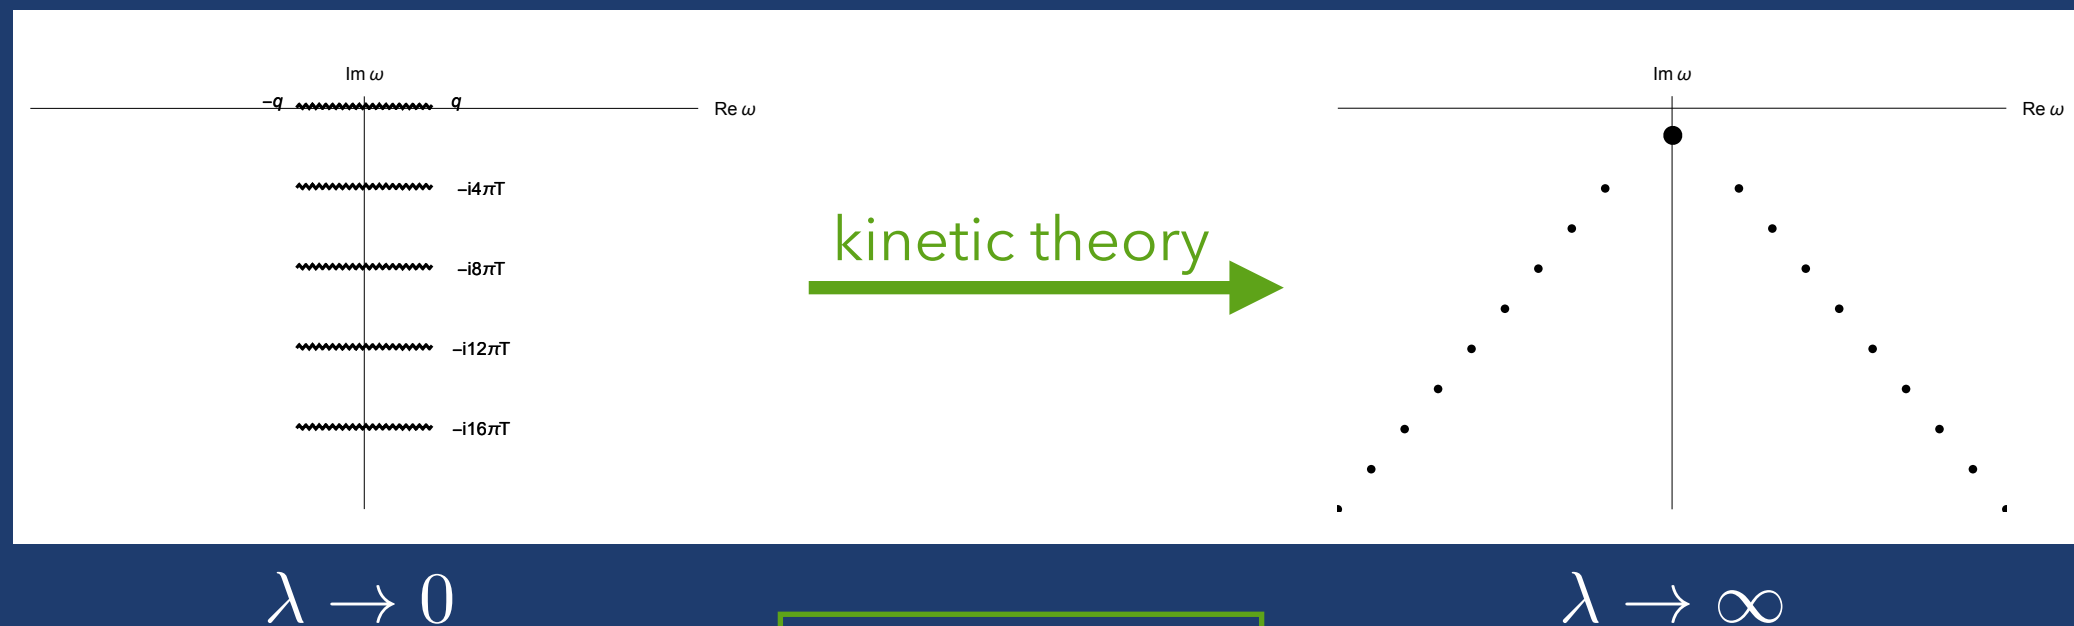 Im ω
−q
q
Re ω
−i4πT
−i8πT
−i12πT
−i16πT
kinetic theory
Im ω
Re ω
λ → 0
λ → ∞